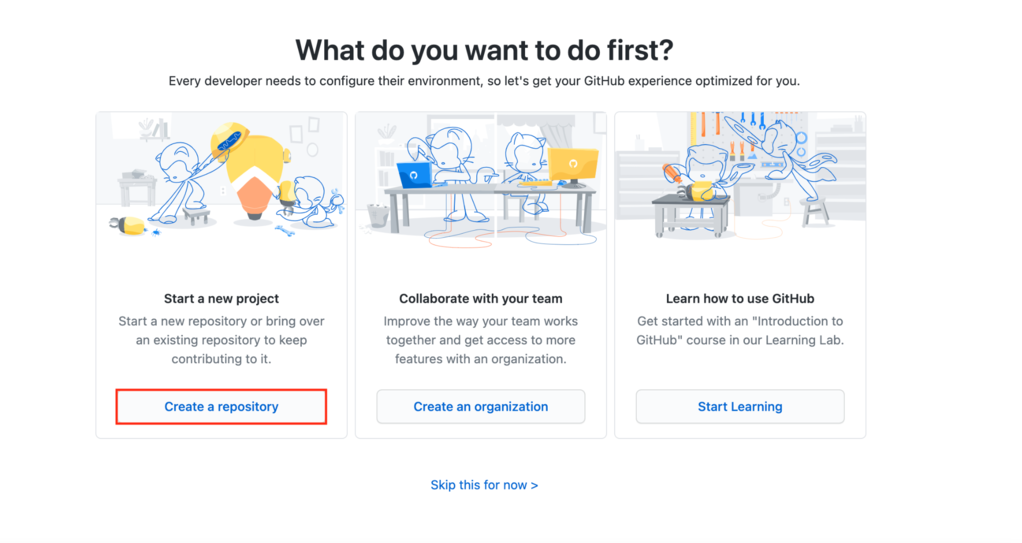 What do you want to do first?
Every developer needs to configure their environment, so let's get your GitHub experience optimized for you.
Start a new project
Start a new repository or bring over
an existing repository to keep
contributing to it.
Create a repository
Collaborate with your team
Improve the way your team works
together and get access to more
features with an organization.
Create an organization
Learn how to use GitHub
Get started with an "Introduction to
GitHub" course in our Learning Lab.
Start Learning
Skip this for now >